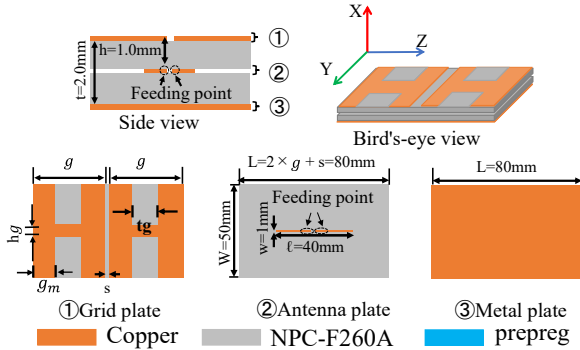 h=1.0mm
t=2.0mm
①
②
③
Feeding point
Side view
X
Z
Y
Bird's-eye view
g
g
hg
tg
gm
s
①Grid plate
L=2 × g + s=80mm
W=50mm
Feeding point
w=1mm
ℓ=40mm
②Antenna plate
L=80mm
③Metal plate
Copper
NPC-F260A
prepreg